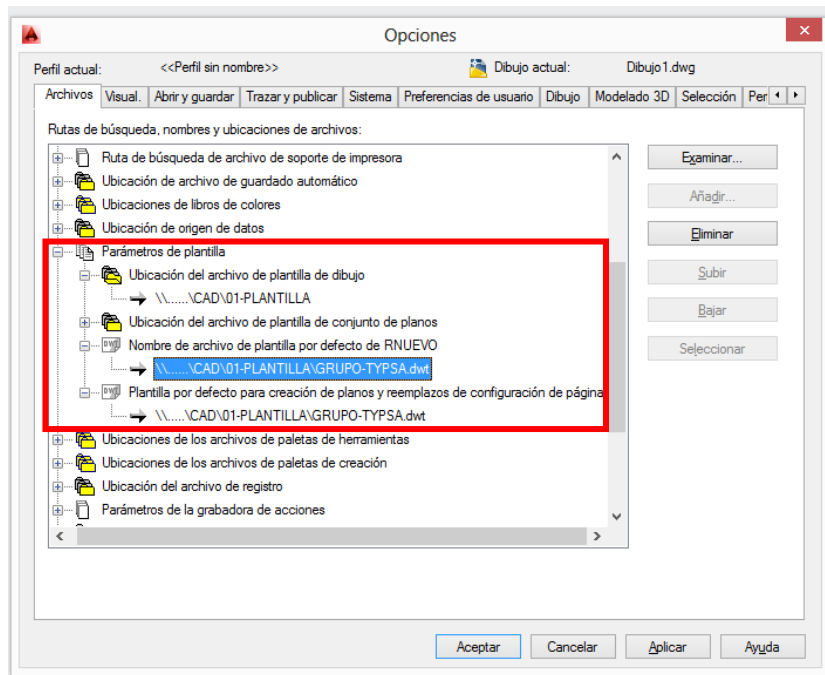 Opciones
Perfil actual: <<Perfil sin nombre>> Dibujo actual: Dibujo1.dwg
Archivos Visual. Abrir y guardar Trazar y publicar Sistema Preferencias de usuario Dibujo Modelado 3D Selección Per
Rutas de búsqueda, nombres y ubicaciones de archivos:
Ruta de búsqueda de archivo de soporte de impresora
Ubicación de archivo de guardado automático
Ubicaciones de libros de colores
Ubicación de origen de datos
Parámetros de plantilla
Ubicación del archivo de plantilla de dibujo
\\......\CAD\01-PLANTILLA
Ubicación del archivo de plantilla de conjunto de planos
Nombre de archivo de plantilla por defecto de RNUEVO
\\......\CAD\01-PLANTILLA\GRUPO-TYPSA.dwt
Plantilla por defecto para creación de planos y reemplazos de configuración de página
\\.....\CAD\01-PLANTILLA\GRUPO-TYPSA.dwt
Ubicaciones de los archivos de paletas de herramientas
Ubicaciones de los archivos de paletas de creación
Ubicación del archivo de registro
Parámetros de la grabadora de acciones
Examinar...
Añadir...
Eliminar
Subir
Bajar
Seleccionar
Aceptar Cancelar Aplicar Ayuda